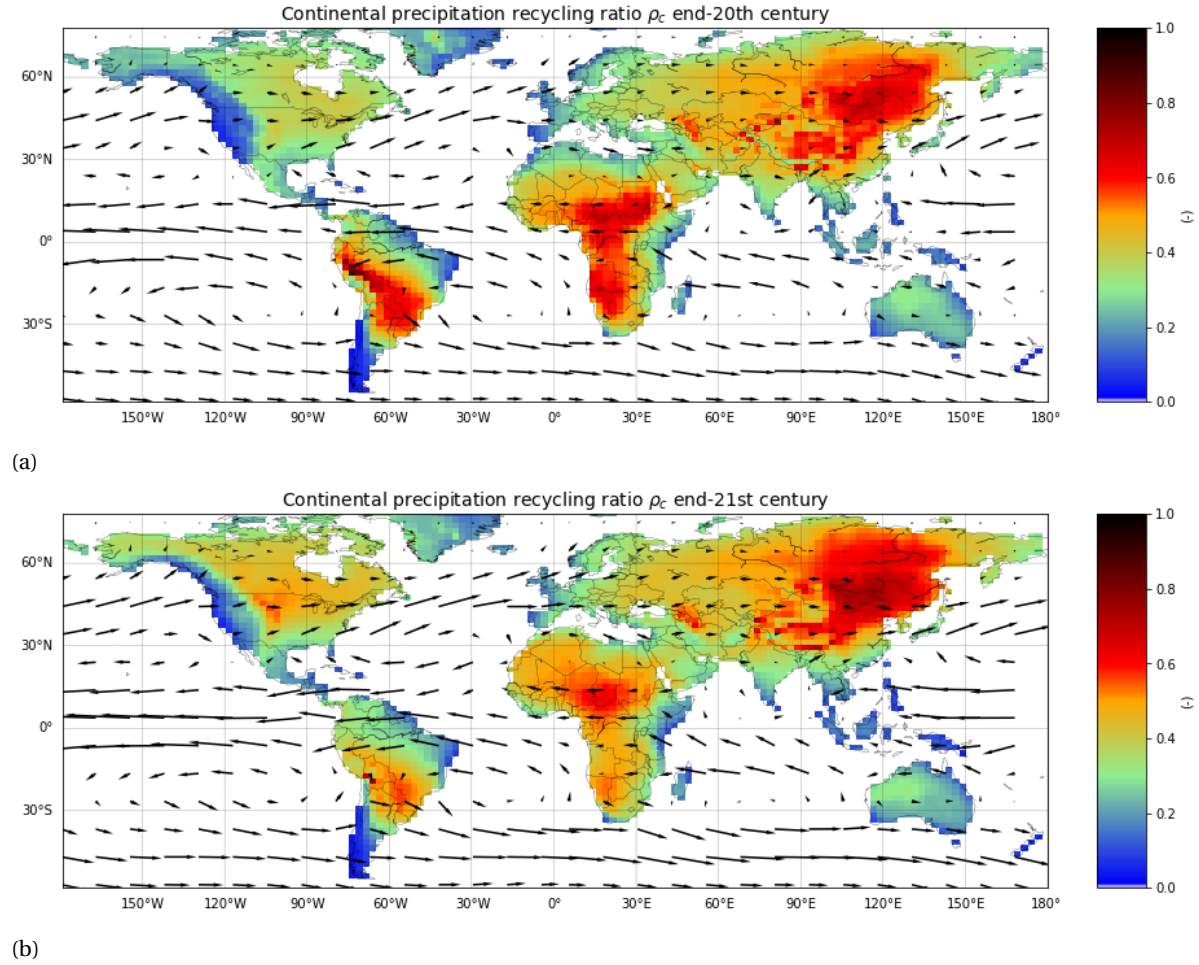 Continental precipitation recycling ratio ρc end-20th century
60°N
30°N
0°
30°S
150°W 120°W 90°W 60°W 30°W 0° 30°E 60°E 90°E 120°E 150°E 180°
1.0
0.8
0.6
0.4
0.2
0.0
(-)
(a)
Continental precipitation recycling ratio ρc end-21st century
60°N
30°N
0°
30°S
150°W 120°W 90°W 60°W 30°W 0° 30°E 60°E 90°E 120°E 150°E 180°
1.0
0.8
0.6
0.4
0.2
0.0
(-)
(b)